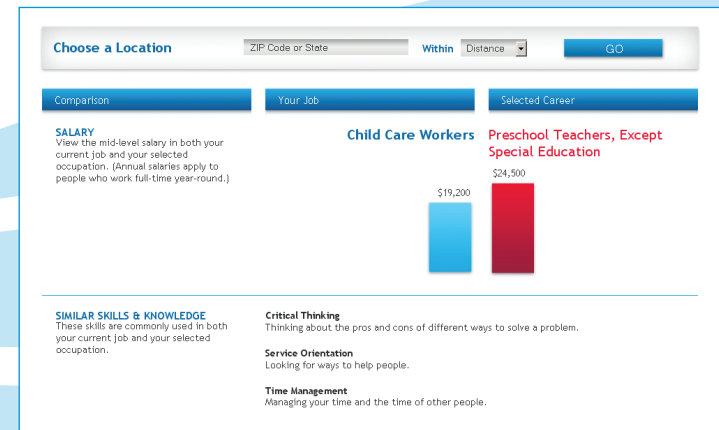 Choose a Location
ZIP Code or State
Within
Distance
GO
Comparison
Your Job
Selected Career
SALARY
View the mid-level salary in both your
current job and your selected
occupation. (Annual salaries apply to
people who work full-time year-round.)
Child Care Workers
Preschool Teachers, Except
Special Education
$19,200
$24,500
SIMILAR SKILLS & KNOWLEDGE
These skills are commonly used in both
your current job and your selected
occupation.
Critical Thinking
Thinking about the pros and cons of different ways to solve a problem.
Service Orientation
Looking for ways to help people.
Time Management
Managing your time and the time of other people.